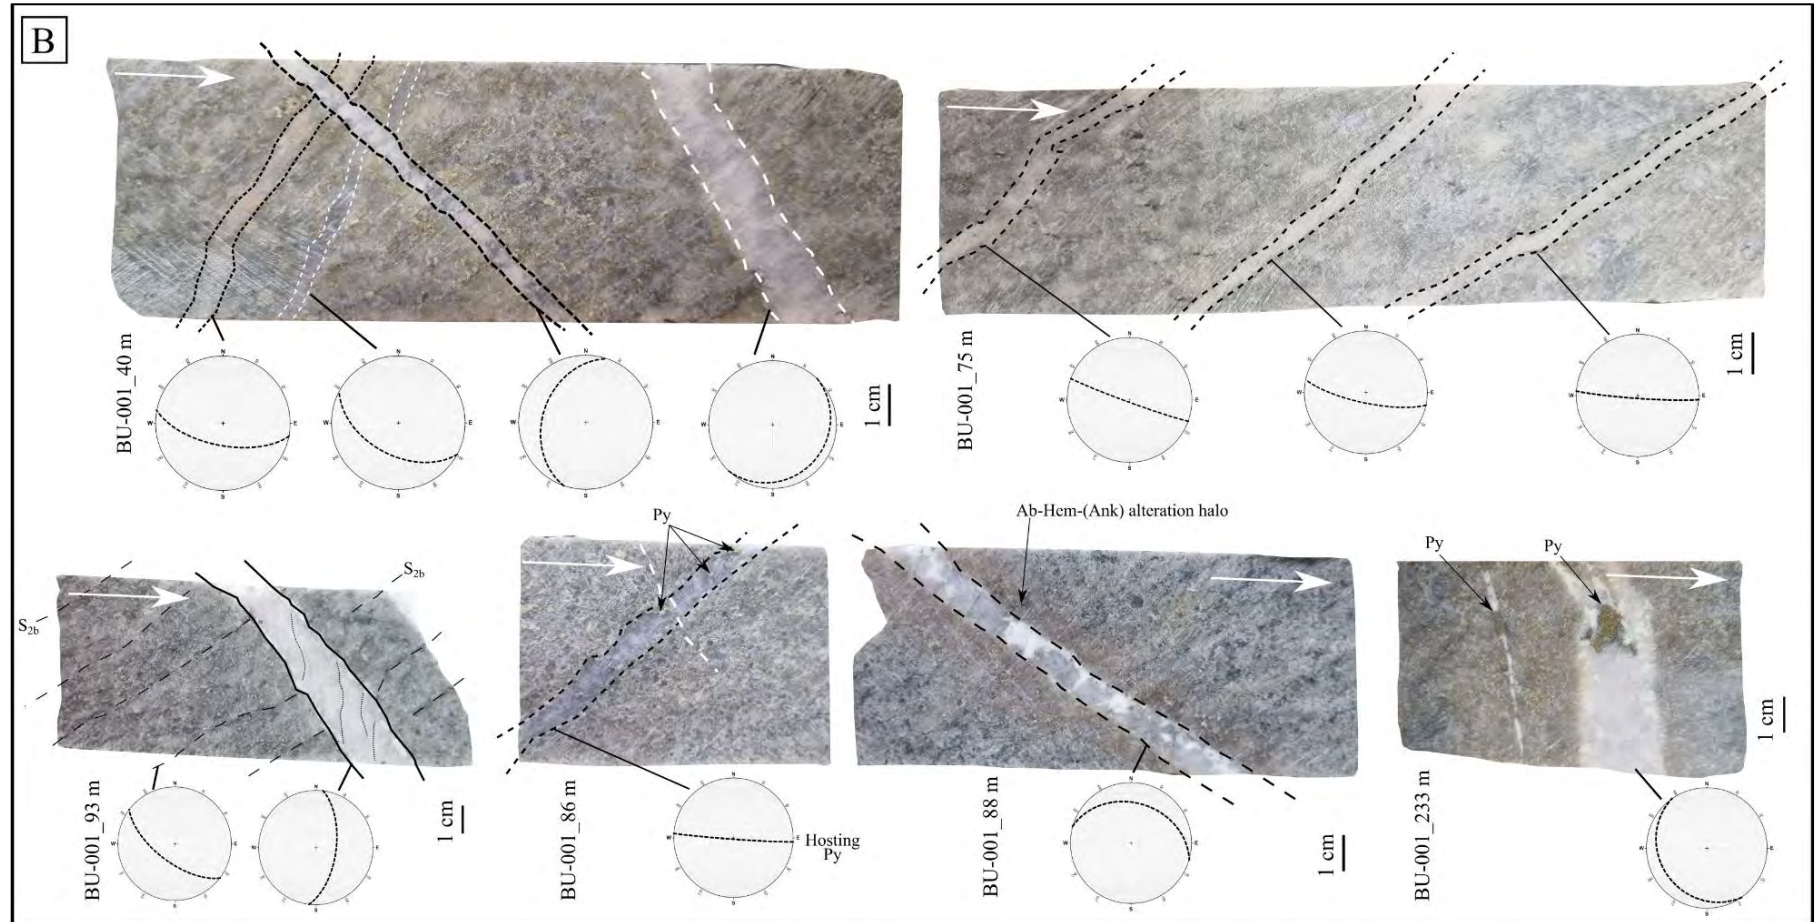 B
BU-001_40 m
N
W
E
S
N
W
E
S
N
W
E
S
N
W
E
S
1 cm
BU-001_75 m
N
W
E
S
N
W
E
S
N
W
E
S
1 cm
S2b
S2b
BU-001_93 m
N
W
E
S
N
E
S
1 cm
Py
BU-001_86 m
N
W
E
S
Hosting
Py
Ab-Hem-(Ank) alteration halo
BU-001_88 m
N
W
E
S
1 cm
Py
Py
BU-001_233 m
N
W
E
S
1 cm